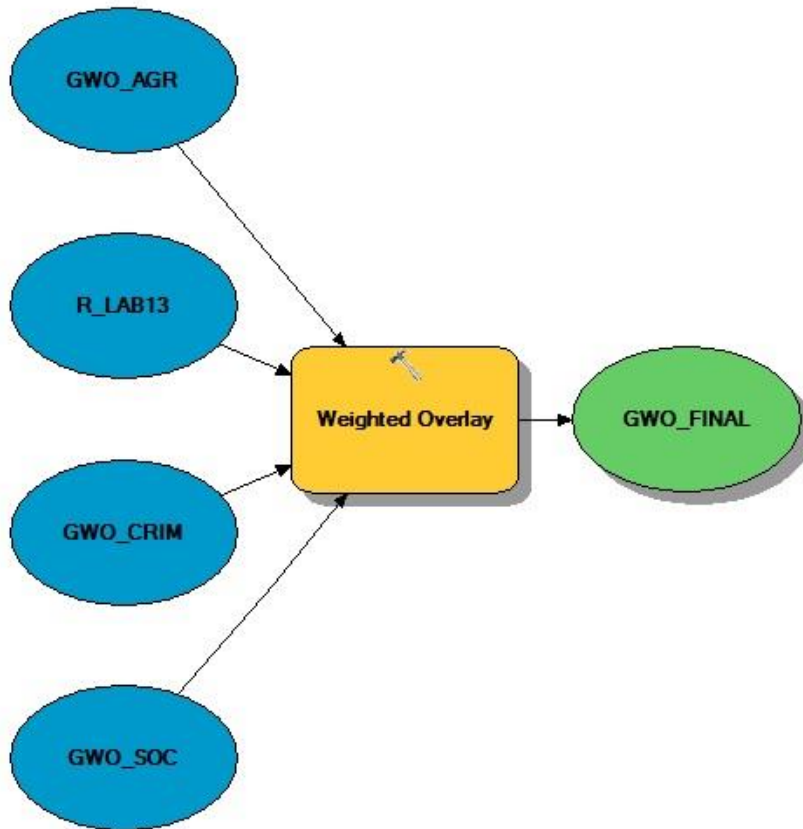 GWO_AGR
R_LAB13
Weighted Overlay
GWO_FINAL
GWO_CRIM
GWO_SOC